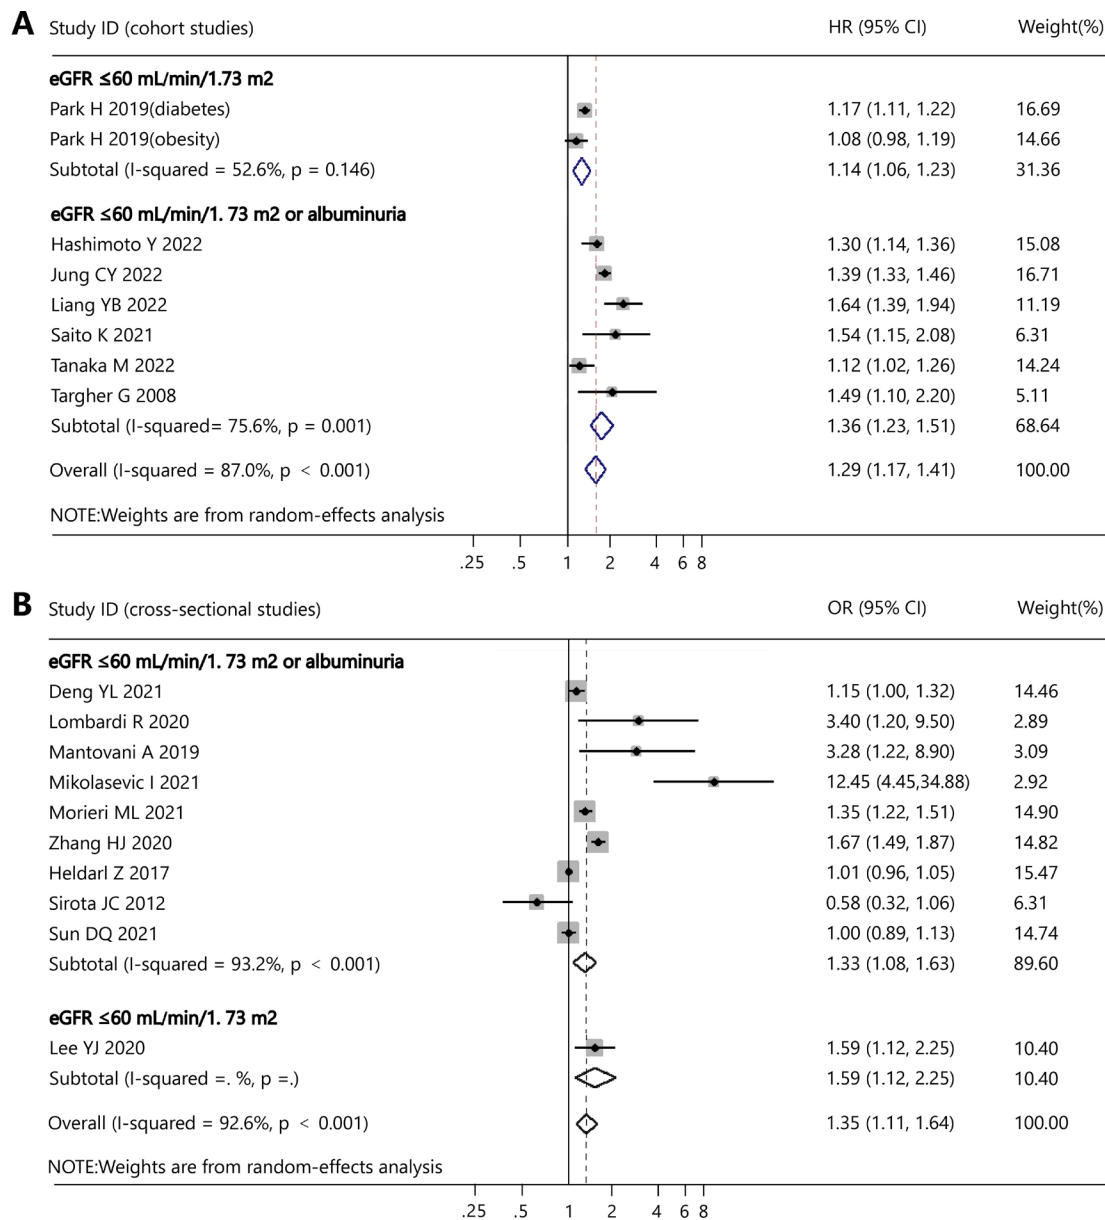 A Study ID (cohort studies) HR (95% CI) Weight(%)
eGFR ≤60 mL/min/1.73 m2
Park H 2019(diabetes) 1.17 (1.11, 1.22) 16.69
Park H 2019(obesity) 1.08 (0.98, 1.19) 14.66
Subtotal (I-squared = 52.6%, p = 0.146) 1.14 (1.06, 1.23) 31.36
eGFR ≤60 mL/min/1. 73 m2 or albuminuria
Hashimoto Y 2022 1.30 (1.14, 1.36) 15.08
Jung CY 2022 1.39 (1.33, 1.46) 16.71
Liang YB 2022 1.64 (1.39, 1.94) 11.19
Saito K 2021 1.54 (1.15, 2.08) 6.31
Tanaka M 2022 1.12 (1.02, 1.26) 14.24
Targher G 2008 1.49 (1.10, 2.20) 5.11
Subtotal (I-squared= 75.6%, p = 0.001) 1.36 (1.23, 1.51) 68.64
Overall (I-squared = 87.0%, p < 0.001) 1.29 (1.17, 1.41) 100.00
NOTE:Weights are from random-effects analysis
.25 .5 1 2 4 6 8
B Study ID (cross-sectional studies) OR (95% CI) Weight(%)
eGFR ≤60 mL/min/1. 73 m2 or albuminuria
Deng YL 2021 1.15 (1.00, 1.32) 14.46
Lombardi R 2020 3.40 (1.20, 9.50) 2.89
Mantovani A 2019 3.28 (1.22, 8.90) 3.09
Mikolasevic I 2021 12.45 (4.45,34.88) 2.92
Morieri ML 2021 1.35 (1.22, 1.51) 14.90
Zhang HJ 2020 1.67 (1.49, 1.87) 14.82
Heldarl Z 2017 1.01 (0.96, 1.05) 15.47
Sirota JC 2012 0.58 (0.32, 1.06) 6.31
Sun DQ 2021 1.00 (0.89, 1.13) 14.74
Subtotal (I-squared = 93.2%, p < 0.001) 1.33 (1.08, 1.63) 89.60
eGFR ≤60 mL/min/1. 73 m2
Lee YJ 2020 1.59 (1.12, 2.25) 10.40
Subtotal (I-squared =. %, p =.) 1.59 (1.12, 2.25) 10.40
Overall (I-squared = 92.6%, p < 0.001) 1.35 (1.11, 1.64) 100.00
NOTE:Weights are from random-effects analysis
.25 .5 1 2 4 6 8